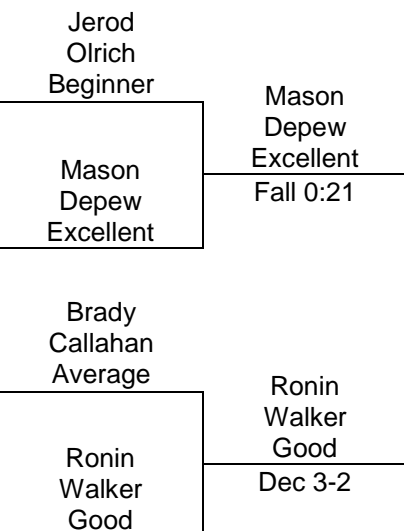 Jerod
Olrich
Beginner
Mason
Depew
Excellent
Fall 0:21
Mason
Depew
Excellent
Brady
Callahan
Average
Ronin
Walker
Good
Dec 3-2
Ronin
Walker
Good